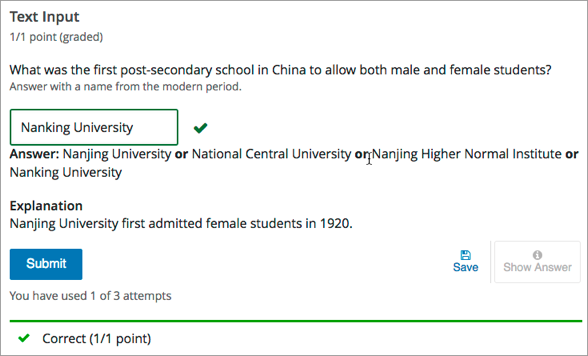 Text Input
1/1 point (graded)
What was the first post-secondary school in China to allow both male and female students?
Answer with a name from the modern period.
Nanking University
Answer: Nanjing University or National Central University or Nanjing Higher Normal Institute or
Nanking University
Explanation
Nanjing University first admitted female students in 1920.
Submit
Save
Show Answer
You have used 1 of 3 attempts
Correct (1/1 point)